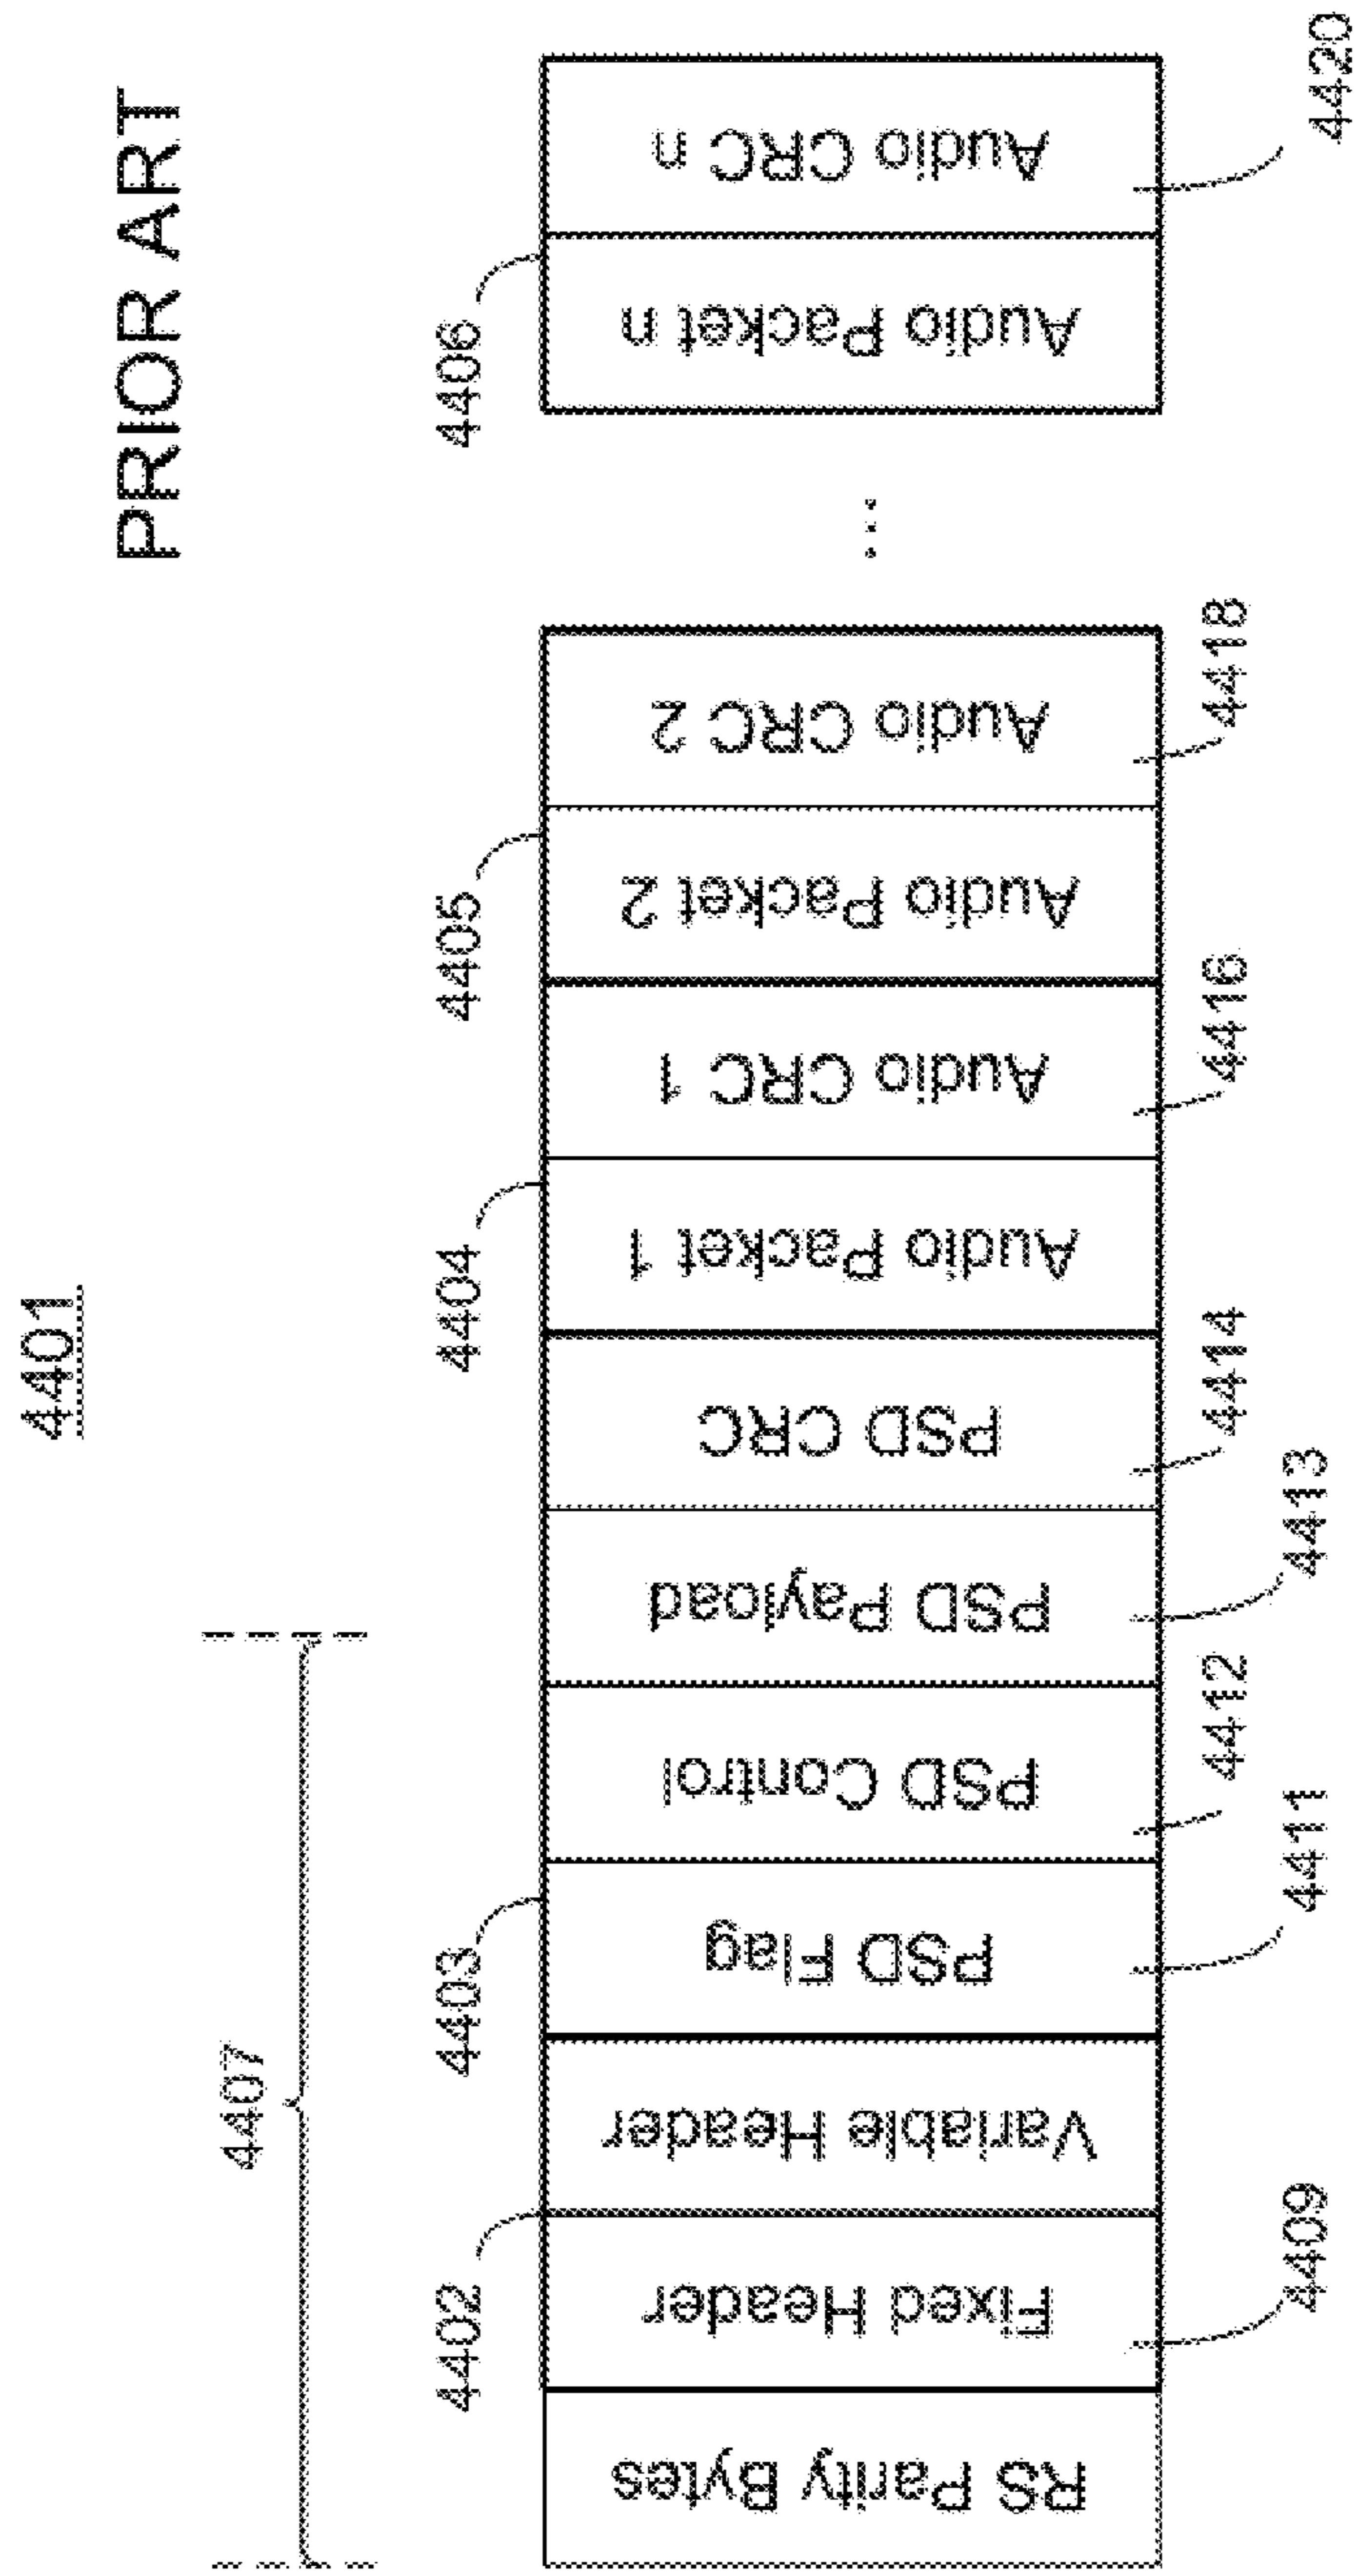 4401
PRIOR ART
4407
4402
4403
4404
4405
4406
RS Parity Bytes
Fixed Header
Variable Header
PSD Flag
PSD Control
PSD Payload
PSD CRC
Audio Packet 1
Audio CRC 1
Audio Packet 2
Audio CRC 2
...
Audio Packet n
Audio CRC n
4409
4411
4412
4413
4414
4416
4418
4420